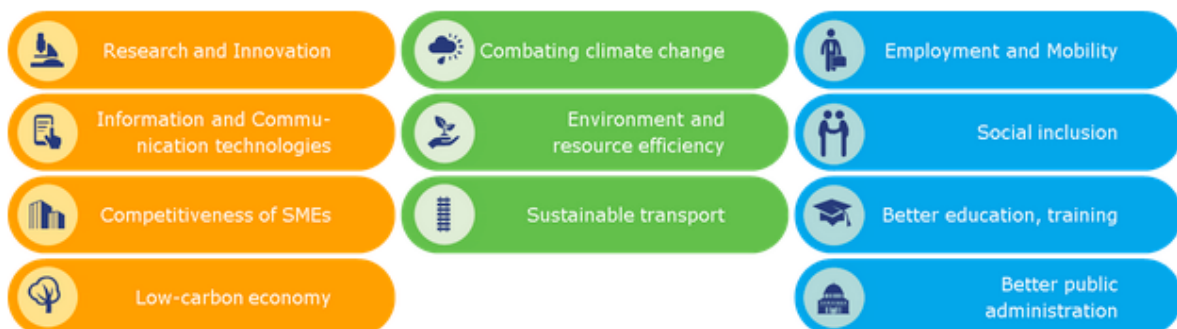 Research and Innovation
Information and Commu-
nication technologies
Competitiveness of SMEs
Low-carbon economy
Combating climate change
Environment and
resource efficiency
Sustainable transport
Employment and Mobility
Social inclusion
Better education, training
Better public
administration